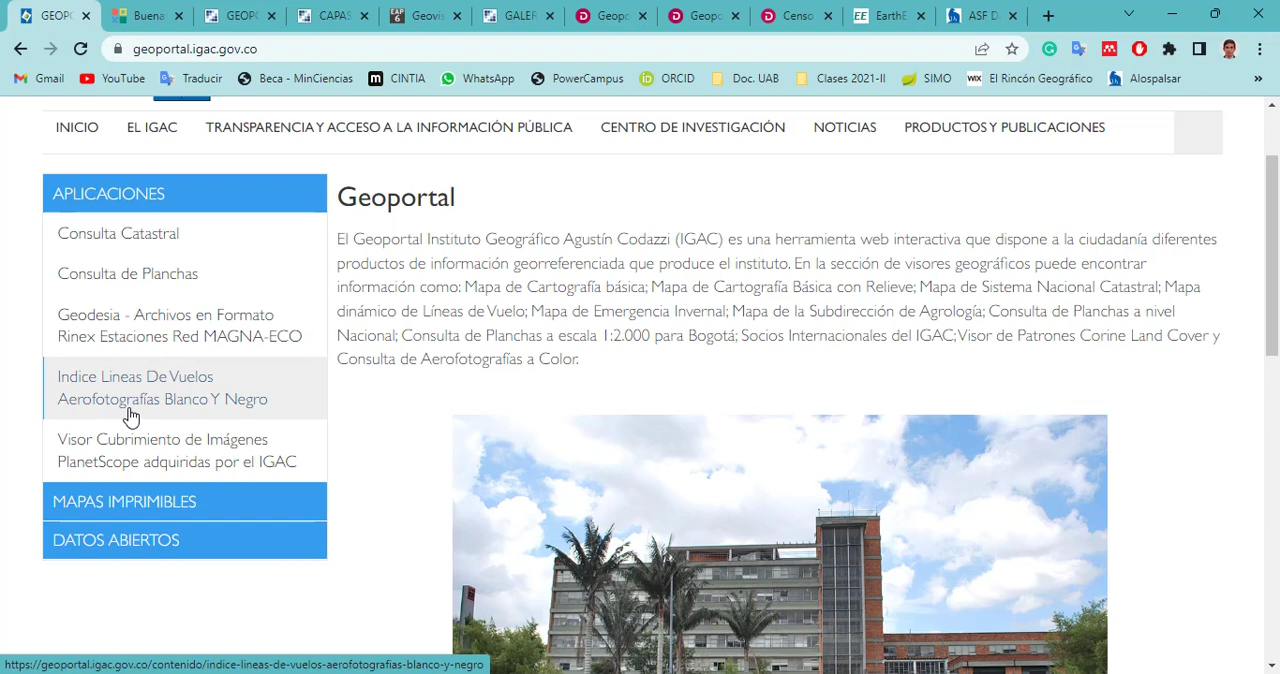 GEOPO
Buena
GEOPO
CAPAS
Geovis
GALER
Geopo
Geopo
Censo
EE EarthE
ASF D
geoportal.igac.gov.co
Gmail YouTube Traducir Beca - MinCiencias CINTIA WhatsApp PowerCampus ORCID Doc. UAB Clases 2021-II SIMO WIX El Rincón Geográfico Alospalsar
INICIO EL IGAC TRANSPARENCIA Y ACCESO A LA INFORMACIÓN PÚBLICA CENTRO DE INVESTIGACIÓN NOTICIAS PRODUCTOS Y PUBLICACIONES
APLICACIONES
Consulta Catastral
Consulta de Planchas
Geodesia - Archivos en Formato
Rinex Estaciones Red MAGNA-ECO
Indice Lineas De Vuelos
Aerofotografías Blanco Y Negro
Visor Cubrimiento de Imágenes
PlanetScope adquiridas por el IGAC
MAPAS IMPRIMIBLES
DATOS ABIERTOS
Geoportal
El Geoportal Instituto Geográfico Agustín Codazzi (IGAC) es una herramienta web interactiva que dispone a la ciudadanía diferentes
productos de información georreferenciada que produce el instituto. En la sección de visores geográficos puede encontrar
información como: Mapa de Cartografía básica; Mapa de Cartografía Básica con Relieve; Mapa de Sistema Nacional Catastral; Mapa
dinámico de Líneas de Vuelo; Mapa de Emergencia Invernal; Mapa de la Subdirección de Agrología; Consulta de Planchas a nivel
Nacional; Consulta de Planchas a escala 1:2.000 para Bogotá; Socios Internacionales del IGAC; Visor de Patrones Corine Land Cover y
Consulta de Aerofotografías a Color.
https://geoportal.igac.gov.co/contenido/indice-lineas-de-vuelos-aerofotografias-blanco-y-negro